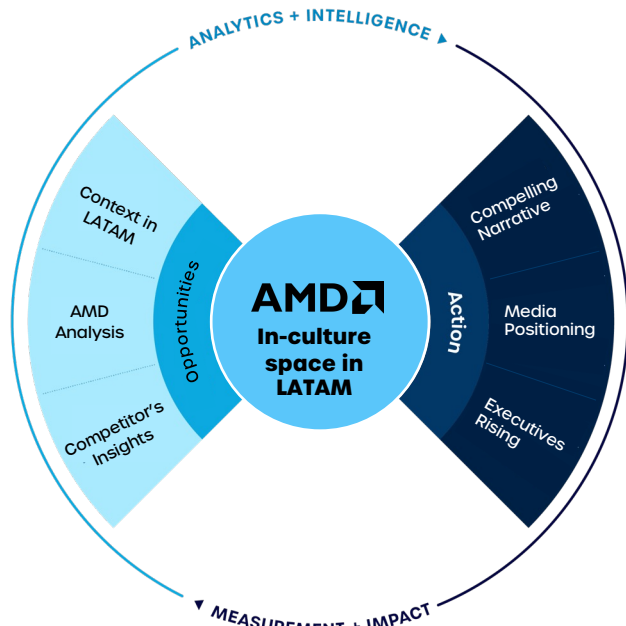 ANALYTICS + INTELLIGENCE
Context in
LATAM
AMD
Analysis
Competitor's
Insights
Opportunities
AMD
In-culture
space in
LATAM
Action
Compelling
Narrative
Media
Positioning
Executives
Rising
MEASUREMENT + IMPACT